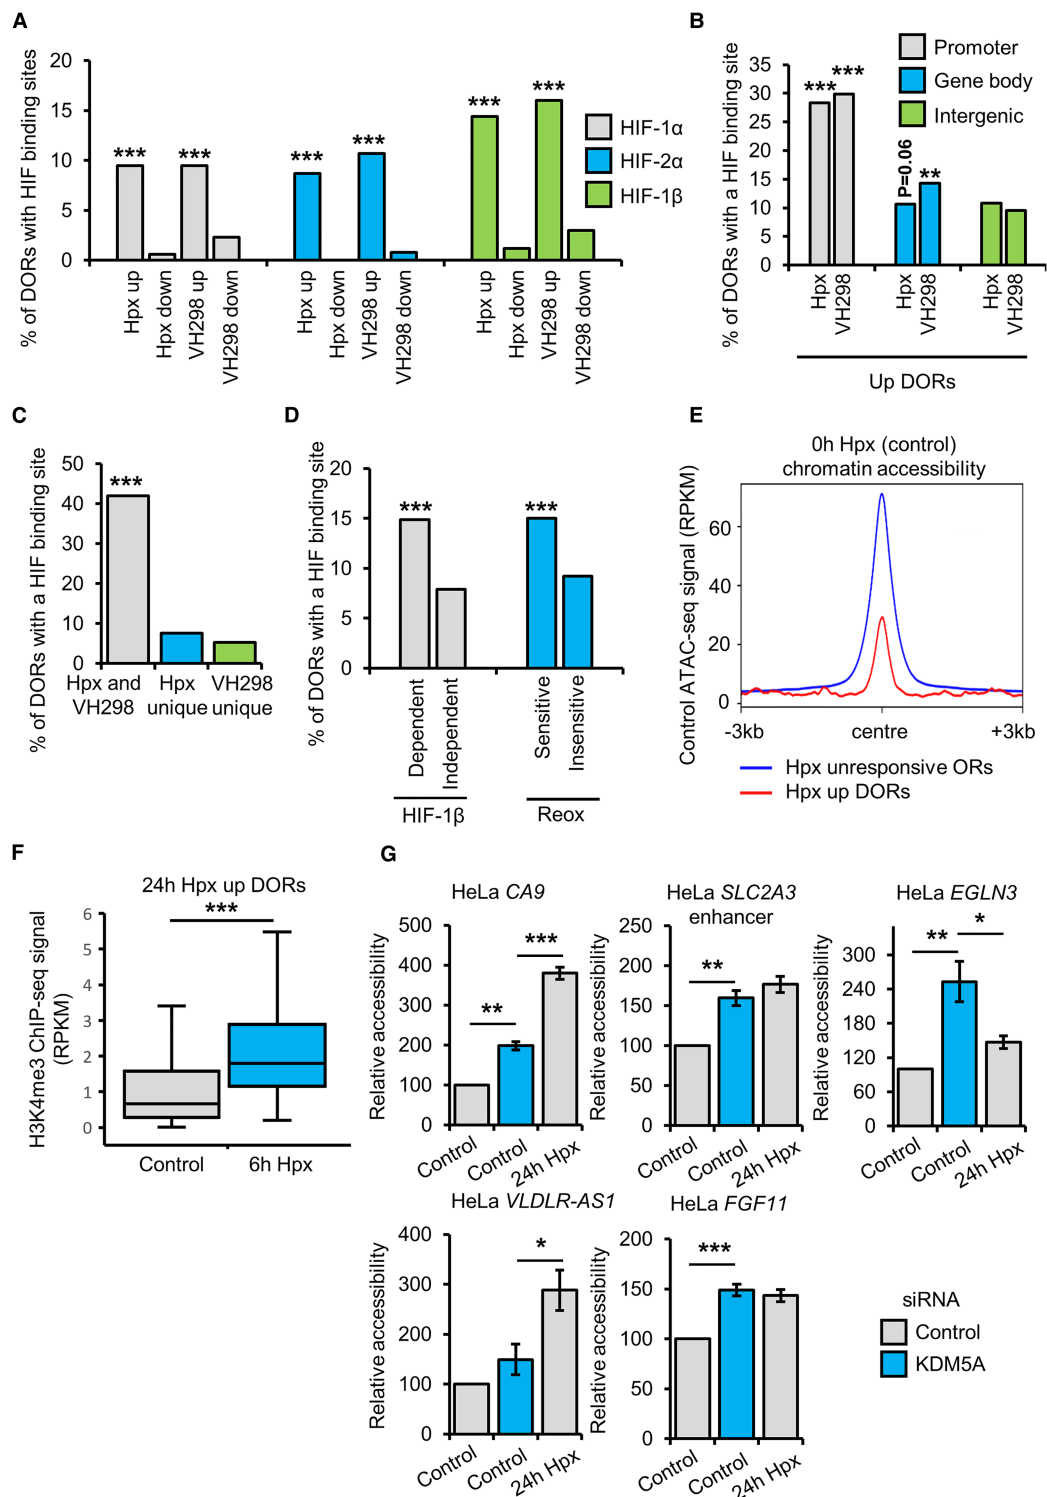 A
% of DORs with HIF binding sites
20
15
10
5
0
***
***
***
***
***
***
HIF-1α
HIF-2α
HIF-1β
Hpx up
Hpx down
VH298 up
VH298 down
Hpx up
Hpx down
VH298 up
VH298 down
Hpx up
Hpx down
VH298 up
VH298 down
B
% of DORs with a HIF binding site
35
30
25
20
15
10
5
0
***
***
P=0.06
**
Promoter
Gene body
Intergenic
Hpx
VH298
Hpx
VH298
Hpx
VH298
Up DORs
C
% of DORs with a HIF binding site
50
40
30
20
10
0
***
Hpx and
VH298
Hpx
unique
VH298
unique
D
% of DORs with a HIF binding site
20
15
10
5
0
***
***
Dependent
Independent
Sensitive
Insensitive
HIF-1β
Reox
E
0h Hpx (control)
chromatin accessibility
Control ATAC-seq signal (RPKM)
60
40
20
0
-3kb
centre
+3kb
Hpx unresponsive ORs
Hpx up DORs
F
24h Hpx up DORs
***
H3K4me3 ChIP-seq signal
(RPKM)
6
5
4
3
2
1
0
Control
6h Hpx
G
HeLa CA9
Relative accessibility
500
400
300
200
100
0
**
***
Control
Control
24h Hpx
HeLa SLC2A3
enhancer
Relative accessibility
250
200
150
100
50
0
**
Control
Control
24h Hpx
HeLa EGLN3
Relative accessibility
300
240
180
120
60
0
**
*
Control
Control
24h Hpx
HeLa VLDLR-AS1
Relative accessibility
400
300
200
100
0
*
Control
Control
24h Hpx
HeLa FGF11
Relative accessibility
200
150
100
50
0
***
Control
Control
24h Hpx
siRNA
Control
KDM5A